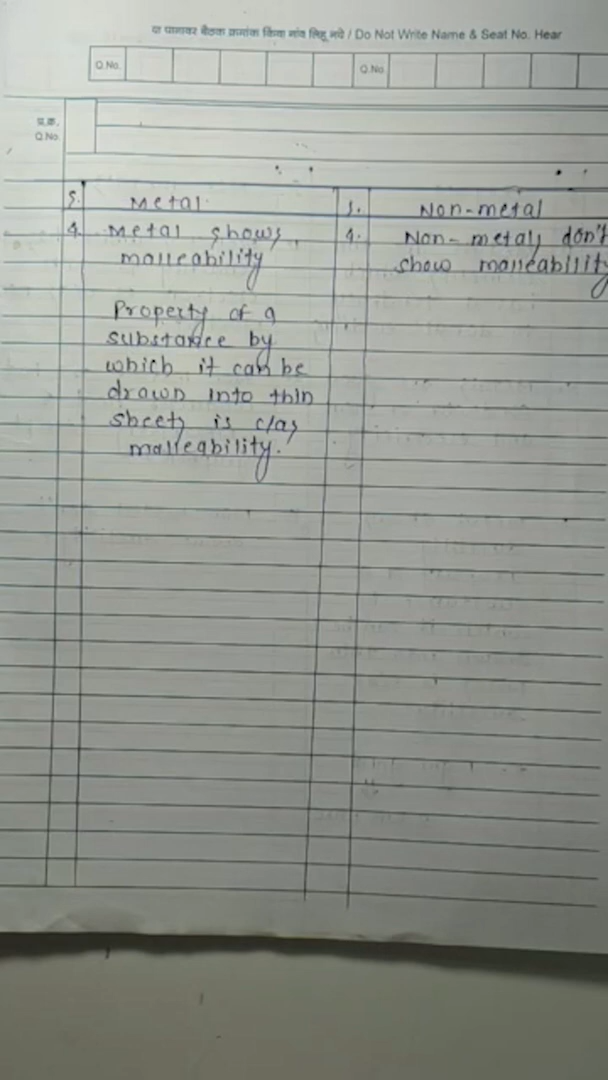 या पानावर बैठक क्रमांक किंवा नांव लिहू नये / Do Not Write Name & Seat No. Hear
Q.No. Q.No.
प्र.क्र.
Q.No.
S. Metal S. Non-metal
4. Metal shows 4. Non-metals don't
malleability show malleability
Property of a
substance by
which it can be
drawn into thin
sheets is clas
malleability.